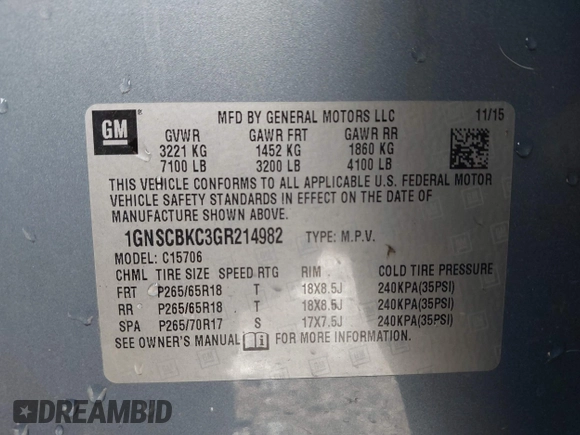 GM
MFD BY GENERAL MOTORS LLC 11/15
GVWR GAWR FRT GAWR RR
3221 KG 1452 KG 1860 KG
7100 LB 3200 LB 4100 LB
THIS VEHICLE CONFORMS TO ALL APPLICABLE U.S. FEDERAL MOTOR
VEHICLE SAFETY STANDARDS IN EFFECT ON THE DATE OF
MANUFACTURE SHOWN ABOVE.
1GNSCBKC3GR214982 TYPE: M.P.V.
MODEL: C15706
CHML TIRE SIZE SPEED RTG RIM COLD TIRE PRESSURE
FRT P265/65R18 T 18X8.5J 240KPA(35PSI)
RR P265/65R18 T 18X8.5J 240KPA(35PSI)
SPA P265/70R17 S 17X7.5J 240KPA(35PSI)
SEE OWNER'S MANUAL FOR MORE INFORMATION.
DREAMBID